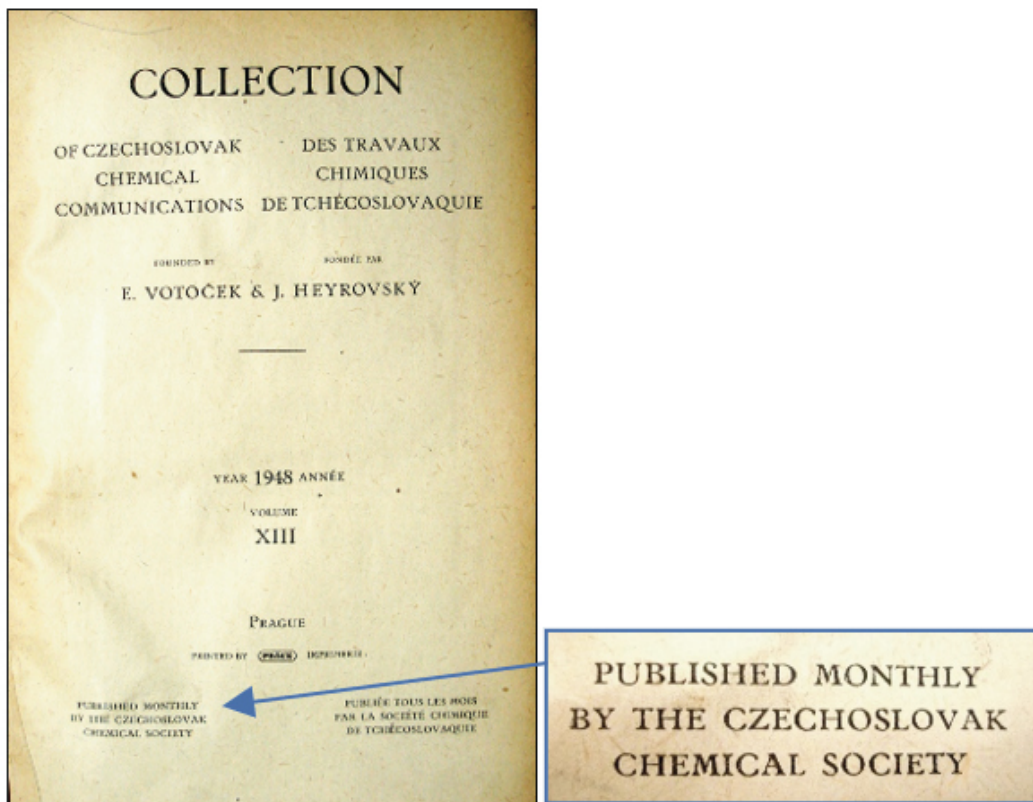 COLLECTION
OF CZECHOSLOVAK
CHEMICAL
COMMUNICATIONS
DES TRAVAUX
CHIMIQUES
DE TCHÉCOSLOVAQUIE
FOUNDED BY
FONDÉE PAR
E. VOTOČEK & J. HEYROVSKÝ
YEAR 1948 ANNÉE
VOLUME
XIII
PRAGUE
PRINTED BY PRÁCE IMPRIMERIE
PUBLISHED MONTHLY
BY THE CZECHOSLOVAK
CHEMICAL SOCIETY
PUBLIÉE TOUS LES MOIS
PAR LA SOCIÉTÉ CHIMIQUE
DE TCHÉCOSLOVAQUIE
PUBLISHED MONTHLY
BY THE CZECHOSLOVAK
CHEMICAL SOCIETY